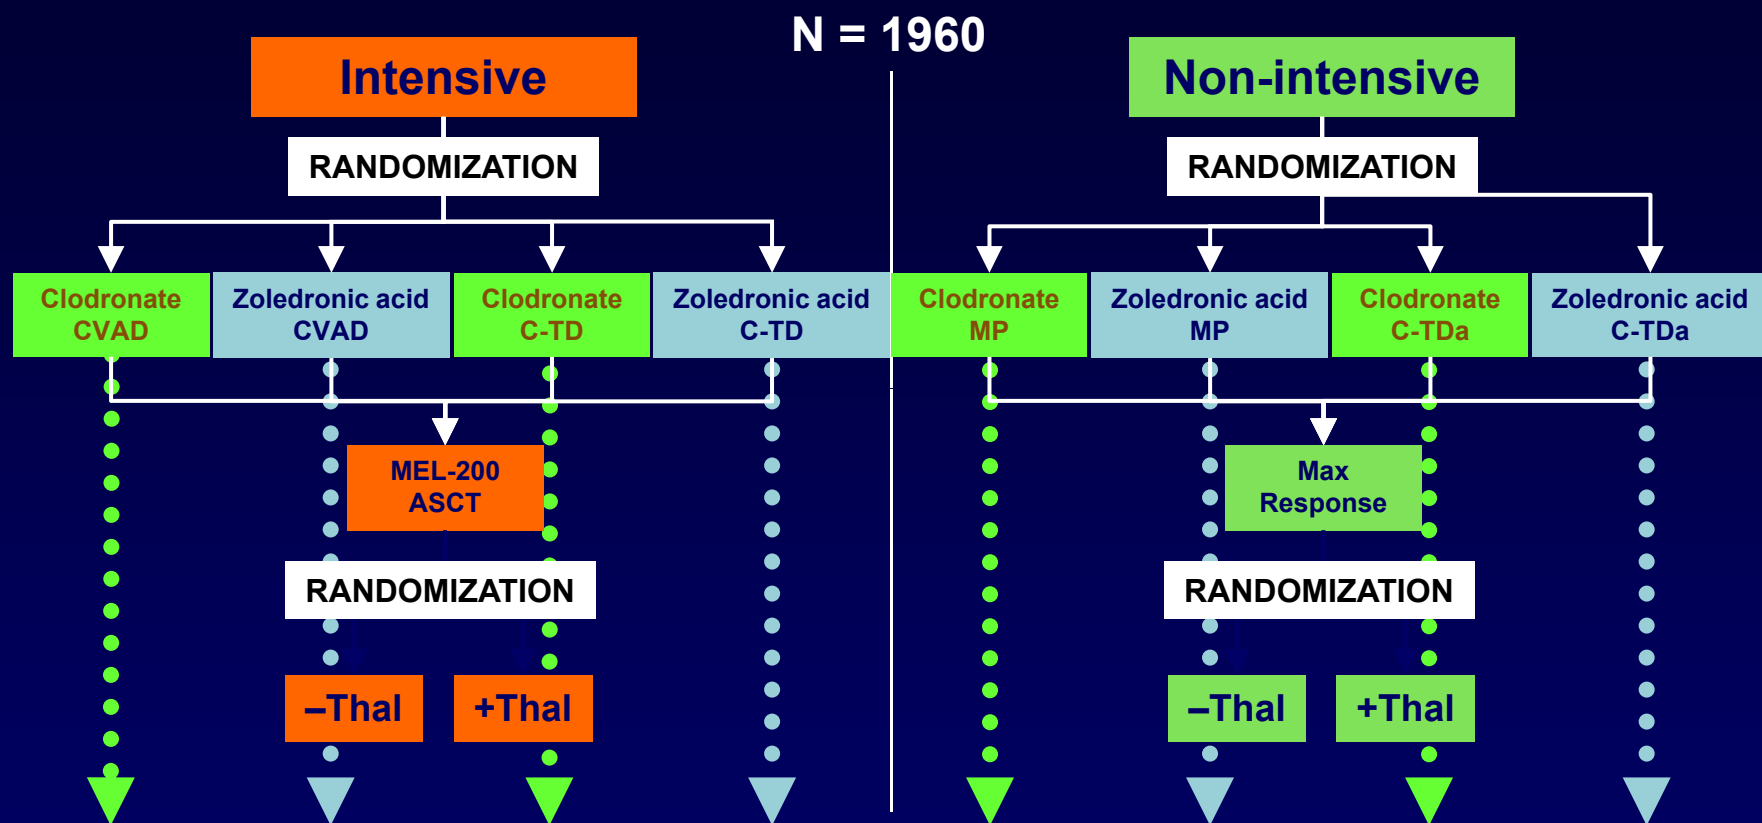 N = 1960
Intensive
Non-intensive
RANDOMIZATION
RANDOMIZATION
Clodronate
CVAD
Zoledronic acid
CVAD
Clodronate
C-TD
Zoledronic acid
C-TD
Clodronate
MP
Zoledronic acid
MP
Clodronate
C-TDa
Zoledronic acid
C-TDa
MEL-200
ASCT
Max
Response
RANDOMIZATION
RANDOMIZATION
–Thal
+Thal
–Thal
+Thal